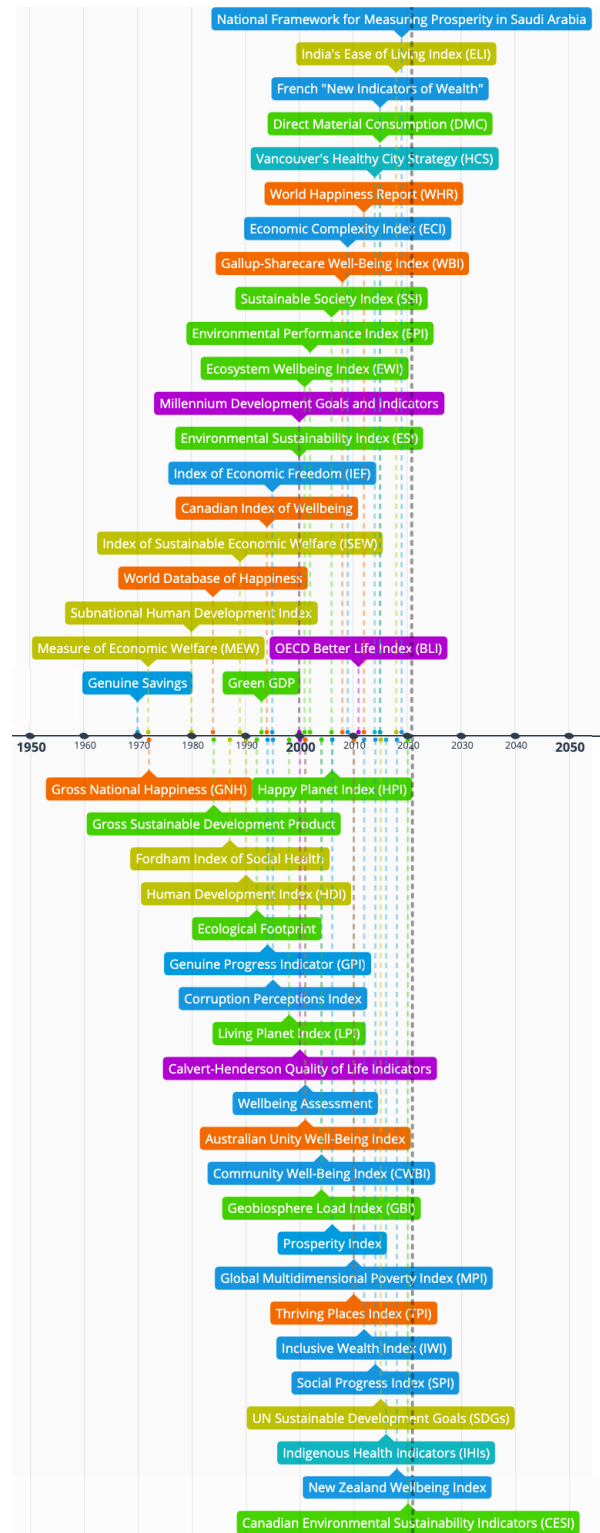 National Framework for Measuring Prosperity in Saudi Arabia
India's Ease of Living Index (ELI)
French "New Indicators of Wealth"
Direct Material Consumption (DMC)
Vancouver's Healthy City Strategy (HCS)
World Happiness Report (WHR)
Economic Complexity Index (ECI)
Gallup-Sharecare Well-Being Index (WBI)
Sustainable Society Index (SSI)
Environmental Performance Index (EPI)
Ecosystem Wellbeing Index (EWI)
Millennium Development Goals and Indicators
Environmental Sustainability Index (ESI)
Index of Economic Freedom (IEF)
Canadian Index of Wellbeing
Index of Sustainable Economic Welfare (ISEW)
World Database of Happiness
Subnational Human Development Index
Measure of Economic Welfare (MEW) OECD Better Life Index (BLI)
Genuine Savings Green GDP
1950 1960 1970 1980 1990 2000 2010 2020 2030 2040 2050
Gross National Happiness (GNH) Happy Planet Index (HPI)
Gross Sustainable Development Product
Fordham Index of Social Health
Human Development Index (HDI)
Ecological Footprint
Genuine Progress Indicator (GPI)
Corruption Perceptions Index
Living Planet Index (LPI)
Calvert-Henderson Quality of Life Indicators
Wellbeing Assessment
Australian Unity Well-Being Index
Community Well-Being Index (CWBI)
Geobiosphere Load Index (GBI)
Prosperity Index
Global Multidimensional Poverty Index (MPI)
Thriving Places Index (TPI)
Inclusive Wealth Index (IWI)
Social Progress Index (SPI)
UN Sustainable Development Goals (SDGs)
Indigenous Health Indicators (IHIs)
New Zealand Wellbeing Index
Canadian Environmental Sustainability Indicators (CESI)